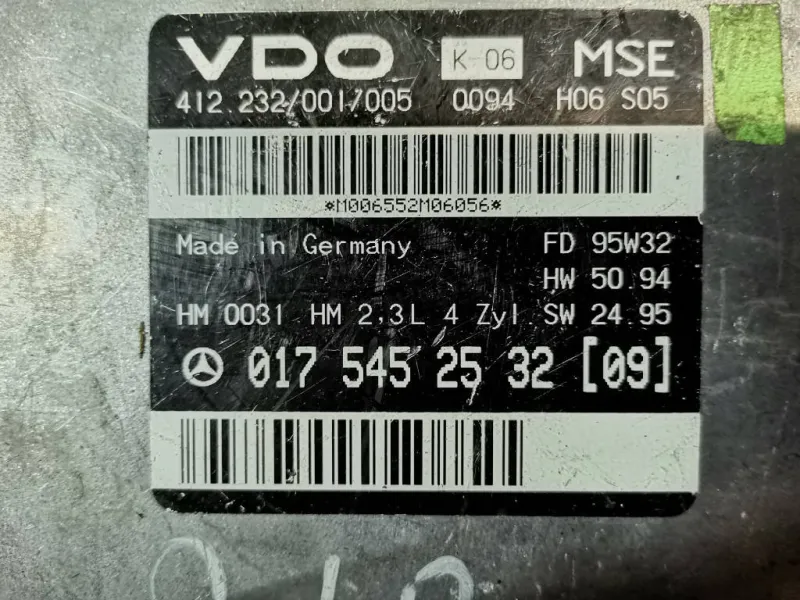 VDO K-06 MSE
412.232/001/005 0094 H06 S05
*M006552M06056*
Made in Germany FD 95W32
HW 50.94
HM 0031 HM 2,3L 4 Zyl SW 24.95
017 545 25 32 [09]